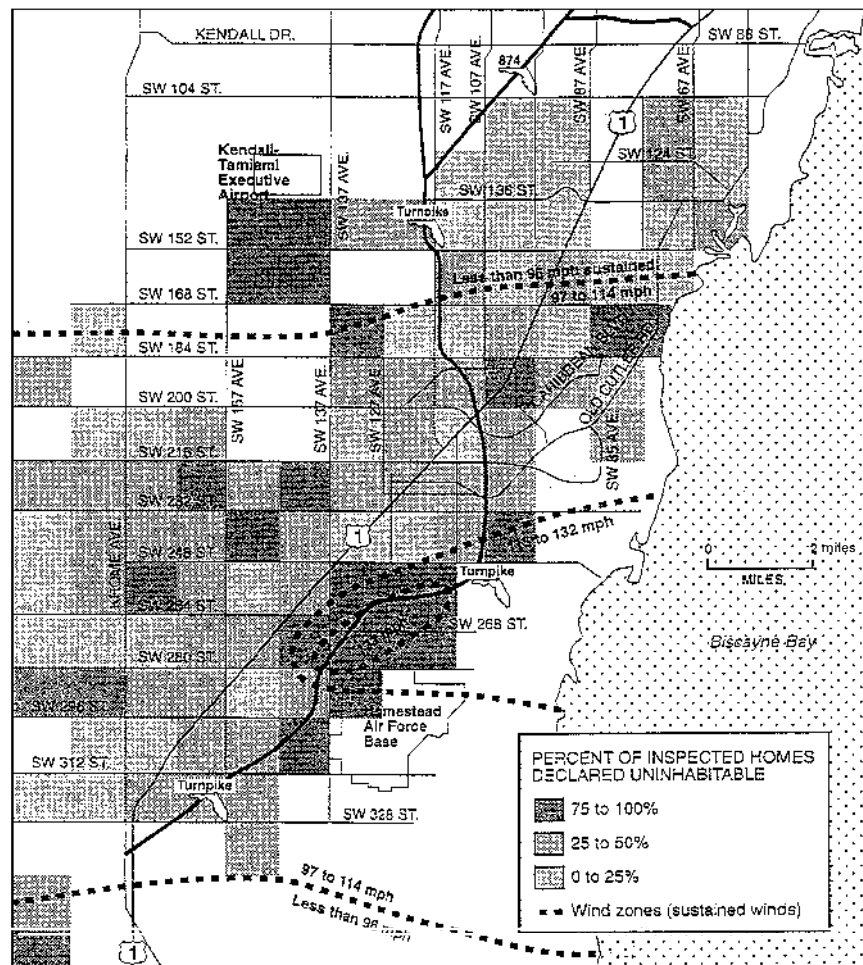 KENDALL DR.
SW 88 ST.
874
SW 117 AVE.
SW 107 AVE.
SW 87 AVE.
SW 67 AVE.
SW 104 ST.
1
SW 124 ST.
Kendall-
Tamiami
Executive
Airport
SW 137 AVE.
SW 136 ST.
Turnpike
SW 152 ST.
Less than 96 mph sustained
97 to 114 mph
SW 168 ST.
SW 184 ST.
OLD CUTLER RD.
SW 200 ST.
SW 167 AVE.
SW 137 AVE.
SW 127 AVE.
SW 85 AVE.
SW 216 ST.
SW 232 ST.
SW 248 ST.
1
to 132 mph
0 2 miles
MILES
KROME AVE.
Turnpike
SW 264 ST.
SW 268 ST.
Biscayne Bay
SW 280 ST.
SW 296 ST.
Homestead
Air Force
Base
SW 312 ST.
Turnpike
SW 328 ST.
PERCENT OF INSPECTED HOMES
DECLARED UNINHABITABLE
75 to 100%
25 to 50%
0 to 25%
Wind zones (sustained winds)
97 to 114 mph
Less than 96 mph
1